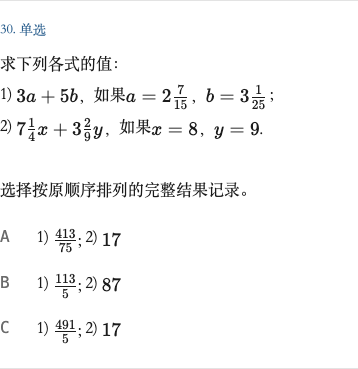 30. 单选
求下列各式的值：
1) 3a + 5b, 如果a = 2 7/15, b = 3 1/25;
2) 7 1/4 x + 3 2/9 y, 如果x = 8, y = 9.
选择按原顺序排列的完整结果记录。
A 1) 413/75; 2) 17
B 1) 113/5; 2) 87
C 1) 491/5; 2) 17